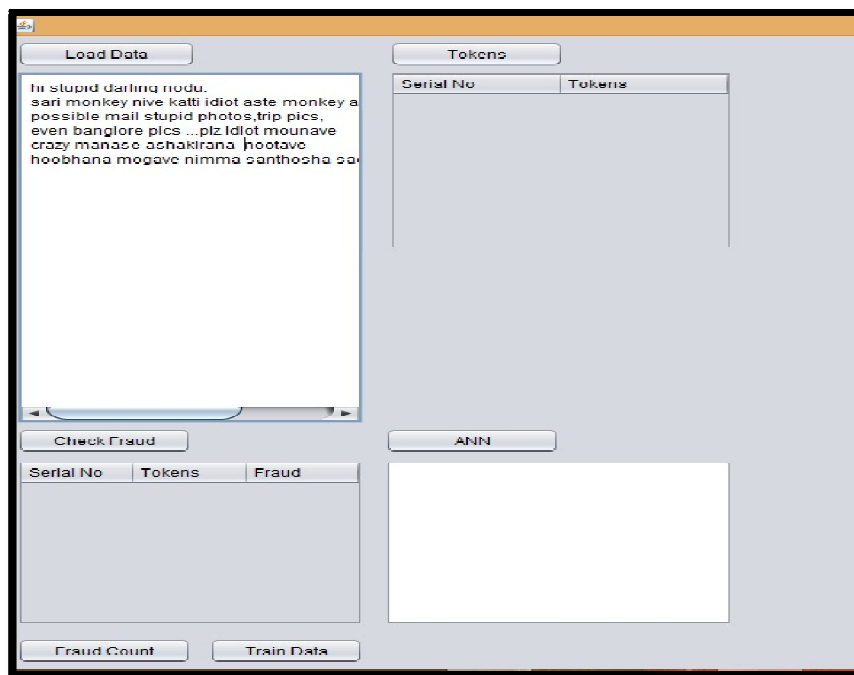 Load Data
Tokens
hi stupid darling nodu.
sari monkey nive katti idiot aste monkey a
possible mail stupid photos,trip pics,
even banglore pics ...plz idiot mounave
crazy manase ashakirana hootave
hoobhana mogave nimma santhosha sa
Serial No Tokens
Check Fraud
ANN
Serial No Tokens Fraud
Fraud Count
Train Data